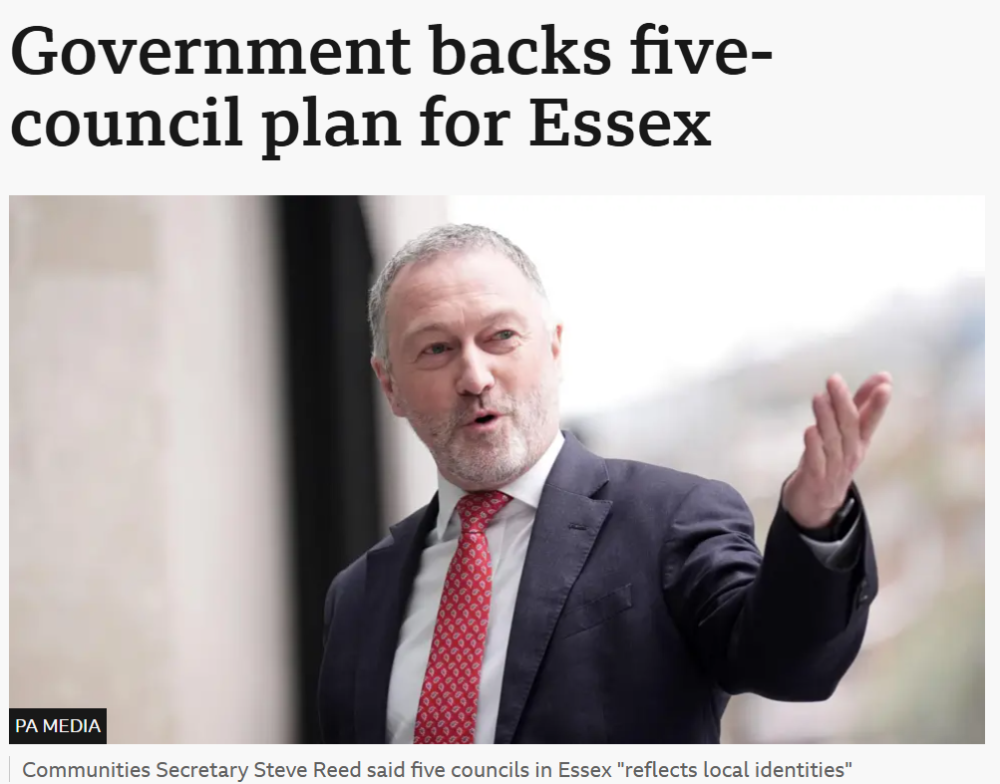 Government backs five-
council plan for Essex
PA MEDIA
Communities Secretary Steve Reed said five councils in Essex "reflects local identities"